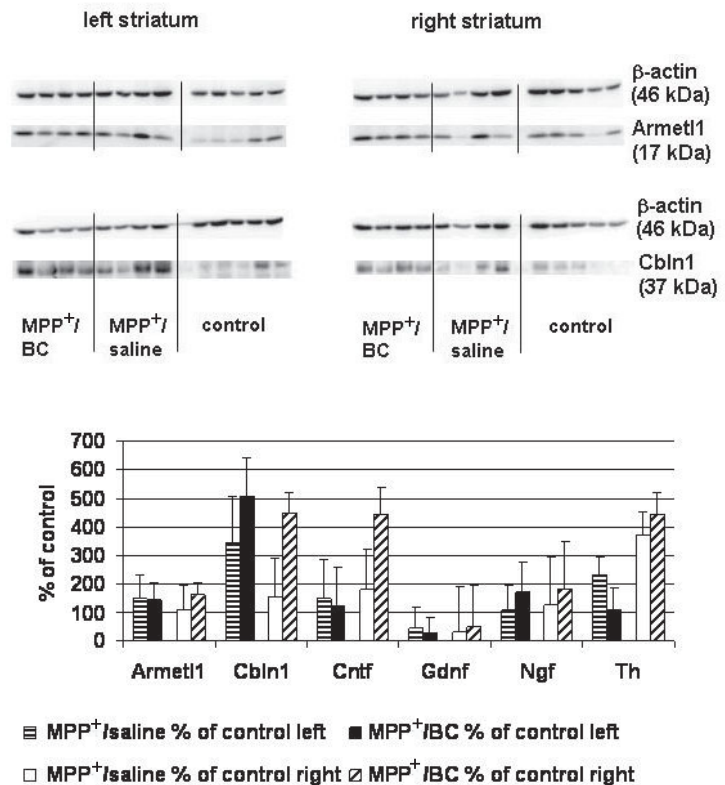 left striatum
right striatum
β-actin
(46 kDa)
Armetl1
(17 kDa)
β-actin
(46 kDa)
Cbln1
(37 kDa)
MPP+/
BC
MPP+/
saline
control
MPP+/
BC
MPP+/
saline
control
% of control
700
600
500
400
300
200
100
0
Armetl1
Cbln1
Cntf
Gdnf
Ngf
Th
MPP+/saline % of control left
MPP+/BC % of control left
MPP+/saline % of control right
MPP+/BC % of control right